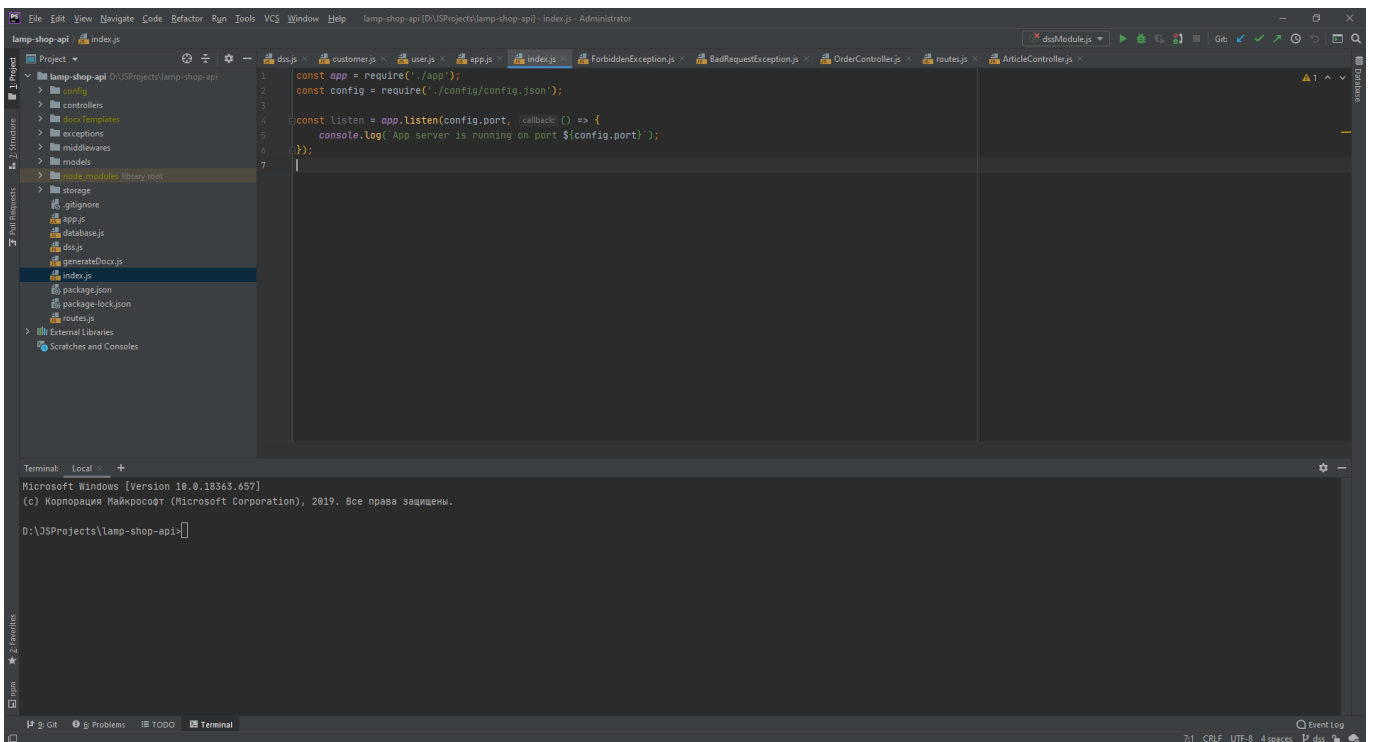 PS File Edit View Navigate Code Refactor Run Tools VCS Window Help lamp-shop-api [D:\JSProjects\lamp-shop-api] - index.js - Administrator
lamp-shop-api index.js dssModule.js Git:
Project
dss.js customer.js user.js app.js index.js ForbiddenException.js BadRequestException.js OrderController.js routes.js ArticleController.js
1: Project
Z: Structure
Pull Requests
2: Favorites
npm
Database
lamp-shop-api D:\JSProjects\lamp-shop-api
config
controllers
docxTemplates
exceptions
middlewares
models
node_modules library root
storage
.gitignore
app.js
database.js
dss.js
generateDocx.js
index.js
package.json
package-lock.json
routes.js
External Libraries
Scratches and Consoles
1 const app = require('./app');
2 const config = require('./config/config.json');
3
4 const listen = app.listen(config.port, callback: () => {
5 console.log(`App server is running on port ${config.port}`);
6 });
7
1
Terminal: Local +
Microsoft Windows [Version 10.0.18363.657]
(c) Корпорация Майкрософт (Microsoft Corporation), 2019. Все права защищены.
D:\JSProjects\lamp-shop-api>
9: Git 6: Problems TODO Terminal Event Log
7:1 CRLF UTF-8 4 spaces dss